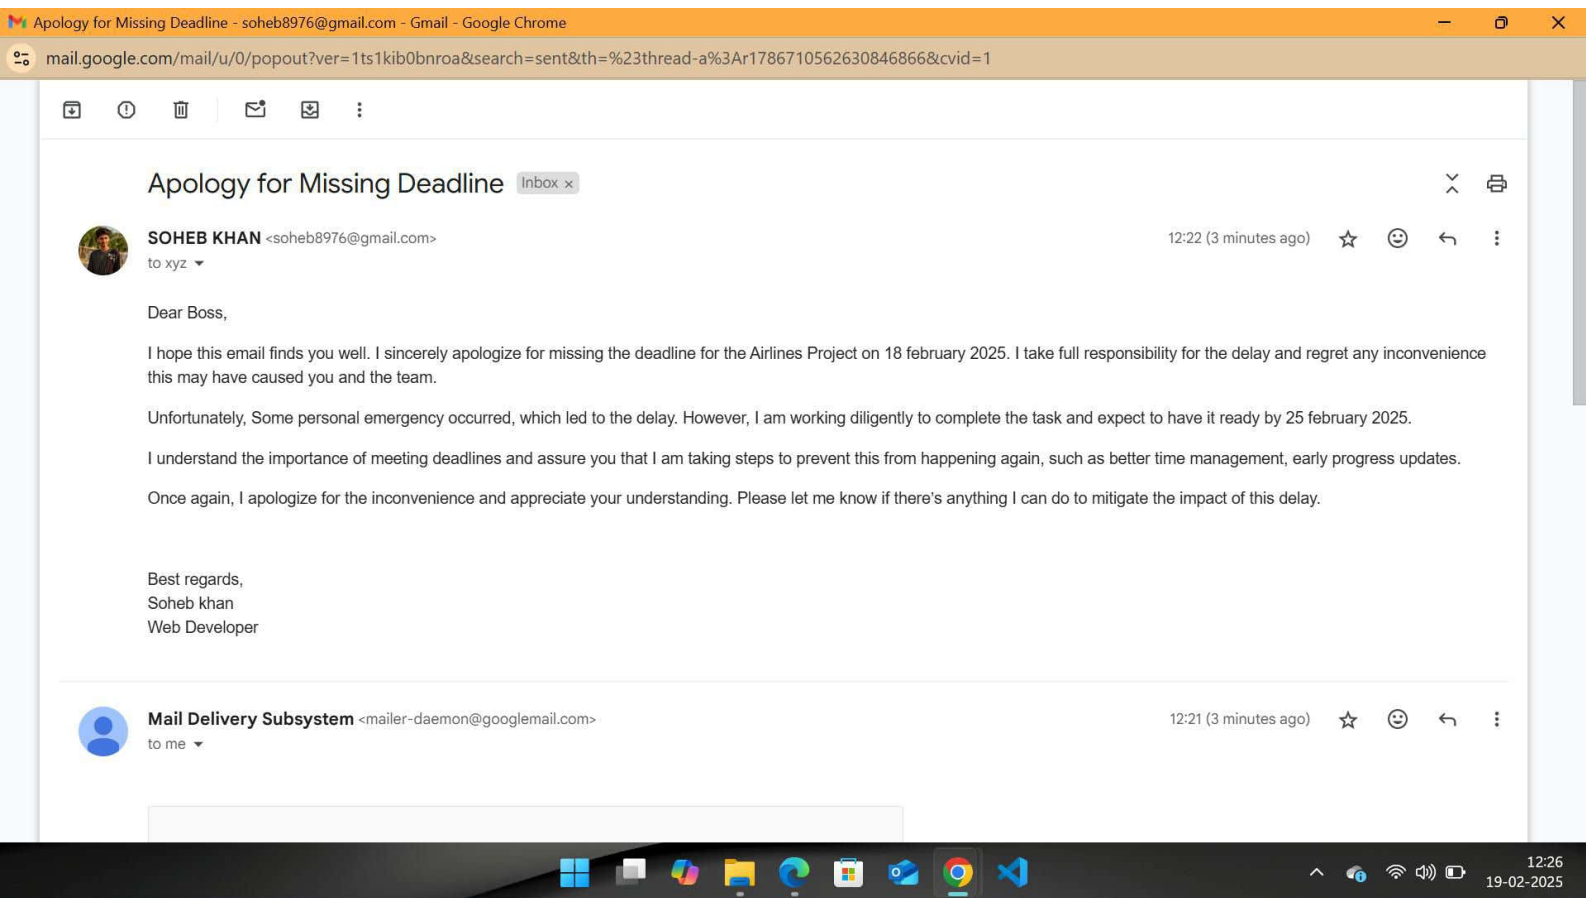 Apology for Missing Deadline - soheb8976@gmail.com - Gmail - Google Chrome
mail.google.com/mail/u/0/popout?ver=1ts1kib0bnroa&search=sent&th=%23thread-a%3Ar1786710562630846866&cvid=1
Apology for Missing Deadline Inbox ×
SOHEB KHAN <soheb8976@gmail.com> 12:22 (3 minutes ago)
to xyz
Dear Boss,
I hope this email finds you well. I sincerely apologize for missing the deadline for the Airlines Project on 18 february 2025. I take full responsibility for the delay and regret any inconvenience
this may have caused you and the team.
Unfortunately, Some personal emergency occurred, which led to the delay. However, I am working diligently to complete the task and expect to have it ready by 25 february 2025.
I understand the importance of meeting deadlines and assure you that I am taking steps to prevent this from happening again, such as better time management, early progress updates.
Once again, I apologize for the inconvenience and appreciate your understanding. Please let me know if there’s anything I can do to mitigate the impact of this delay.
Best regards,
Soheb khan
Web Developer
Mail Delivery Subsystem <mailer-daemon@googlemail.com> 12:21 (3 minutes ago)
to me
12:26
19-02-2025